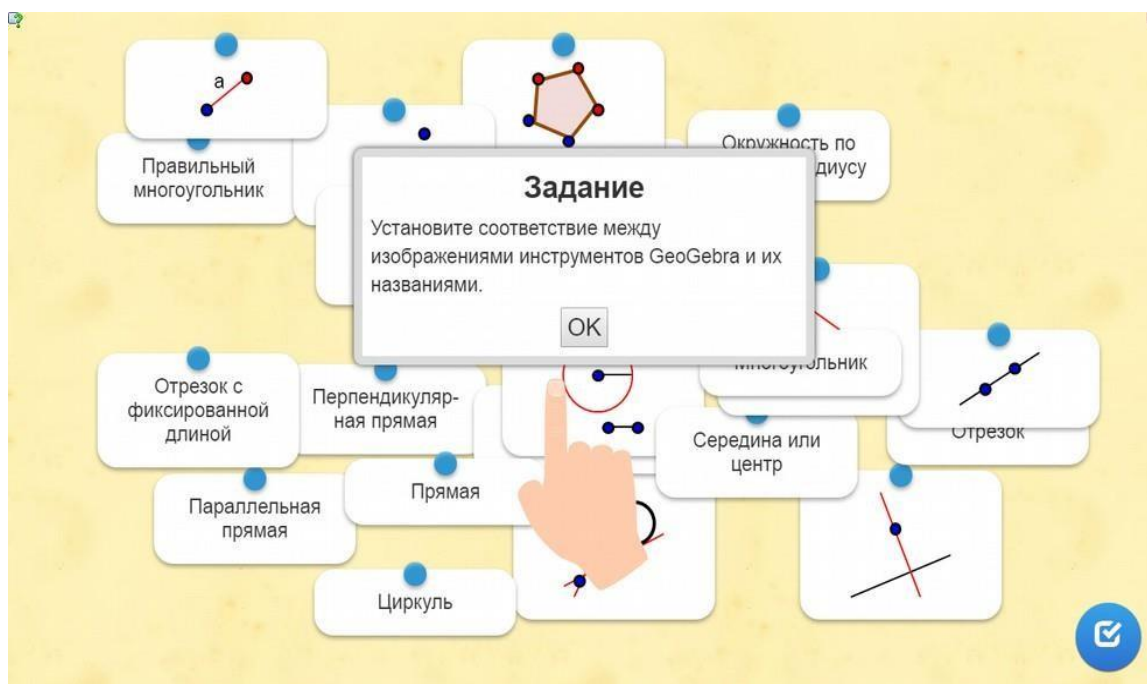 a
Правильный
многоугольник
Окружность по
диусу
Задание
Установите соответствие между
изображениями инструментов GeoGebra и их
названиями.
OK
Отрезок с
фиксированной
длиной
Перпендикуляр-
ная прямая
Многоугольник
Отрезок
Середина или
центр
Прямая
Параллельная
прямая
Циркуль